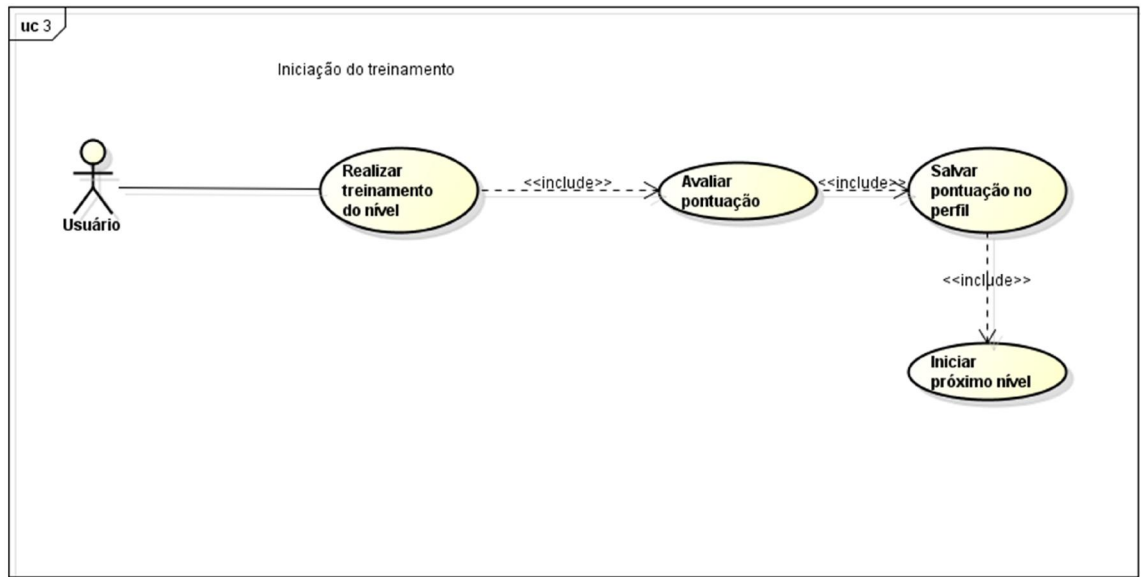 uc 3
Iniciação do treinamento
Usuário
Realizar
treinamento
do nível
<<include>>
Avaliar
pontuação
<<include>>
Salvar
pontuação no
perfil
<<include>>
Iniciar
próximo nível